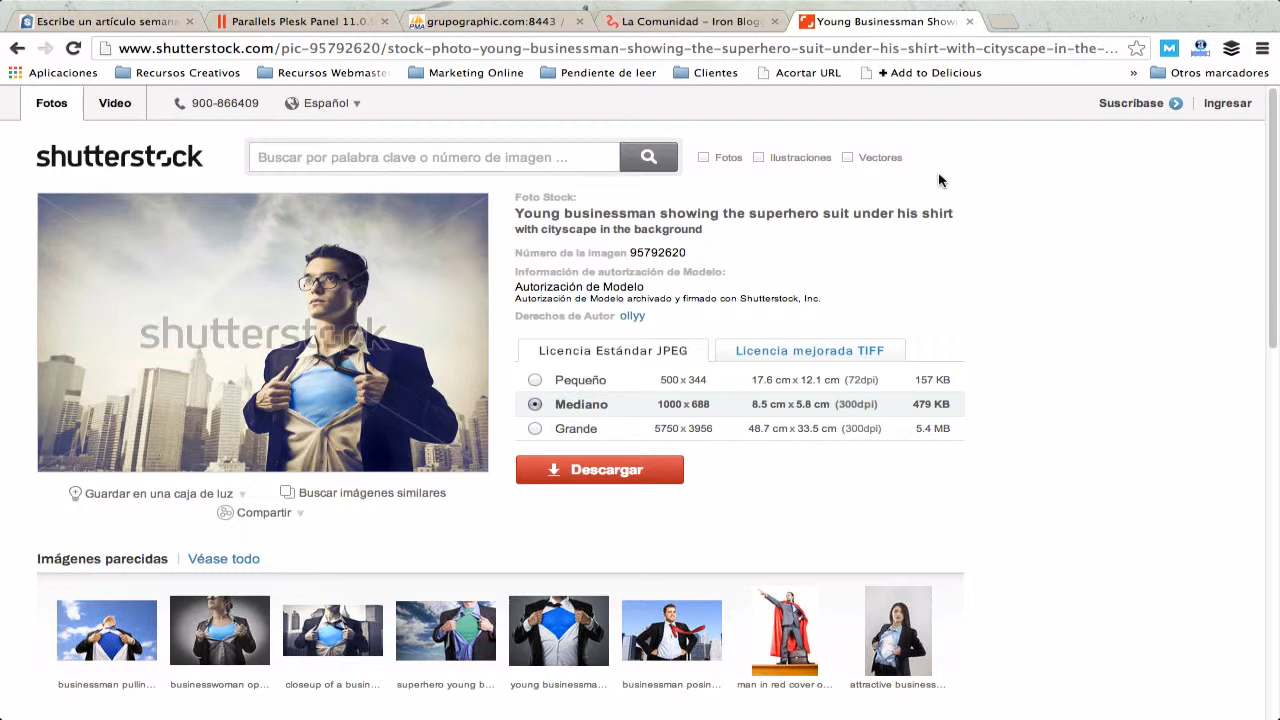 Escribe un artículo semana
Parallels Plesk Panel 11.0
grupographic.com:8443 /
La Comunidad – Iron Blogg
Young Businessman Showi
www.shutterstock.com/pic-95792620/stock-photo-young-businessman-showing-the-superhero-suit-under-his-shirt-with-cityscape-in-the-...
Aplicaciones
Recursos Creativos
Recursos Webmaste
Marketing Online
Pendiente de leer
Clientes
Acortar URL
+ Add to Delicious
»
Otros marcadores
Fotos
Video
900-866409
Español
Suscríbase
Ingresar
shutterstock
Buscar por palabra clave o número de imagen ...
Fotos
Ilustraciones
Vectores
shutterstock
Foto Stock:
Young businessman showing the superhero suit under his shirt
with cityscape in the background
Número de la imagen 95792620
Información de autorización de Modelo:
Autorización de Modelo
Autorización de Modelo archivado y firmado con Shutterstock, Inc.
Derechos de Autor ollyy
Licencia Estándar JPEG
Licencia mejorada TIFF
Pequeño 500 x 344 17.6 cm x 12.1 cm (72dpi) 157 KB
Mediano 1000 x 688 8.5 cm x 5.8 cm (300dpi) 479 KB
Grande 5750 x 3956 48.7 cm x 33.5 cm (300dpi) 5.4 MB
Descargar
Guardar en una caja de luz
Buscar imágenes similares
Compartir
Imágenes parecidas
Véase todo
businessman pullin...
businesswoman op...
closeup of a busin...
superhero young b...
young businessma...
businessman posin...
man in red cover o...
attractive business...